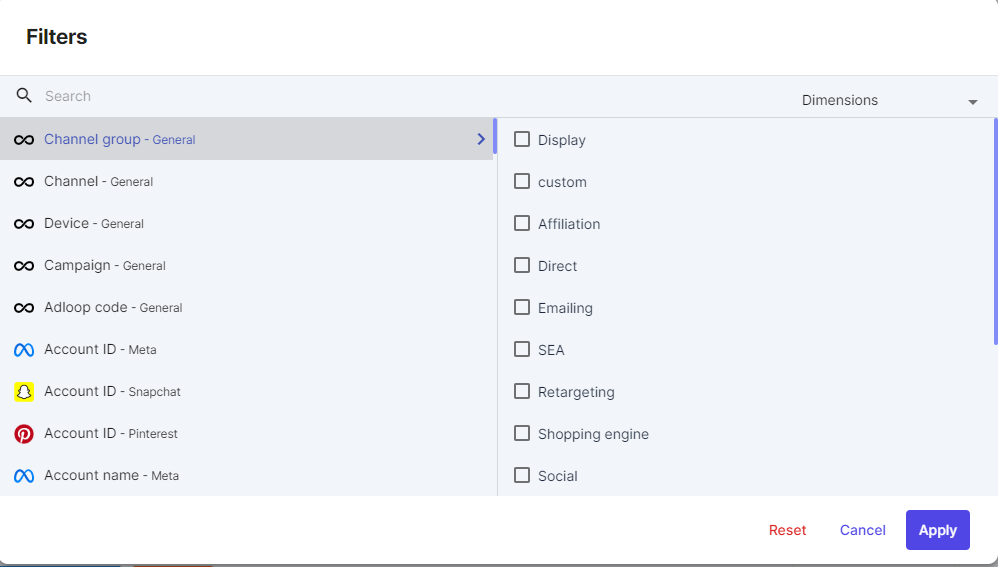 Filters
Search
Dimensions
Channel group - General
Channel - General
Device - General
Campaign - General
Adloop code - General
Account ID - Meta
Account ID - Snapchat
Account ID - Pinterest
Account name - Meta
Display
custom
Affiliation
Direct
Emailing
SEA
Retargeting
Shopping engine
Social
Reset
Cancel
Apply